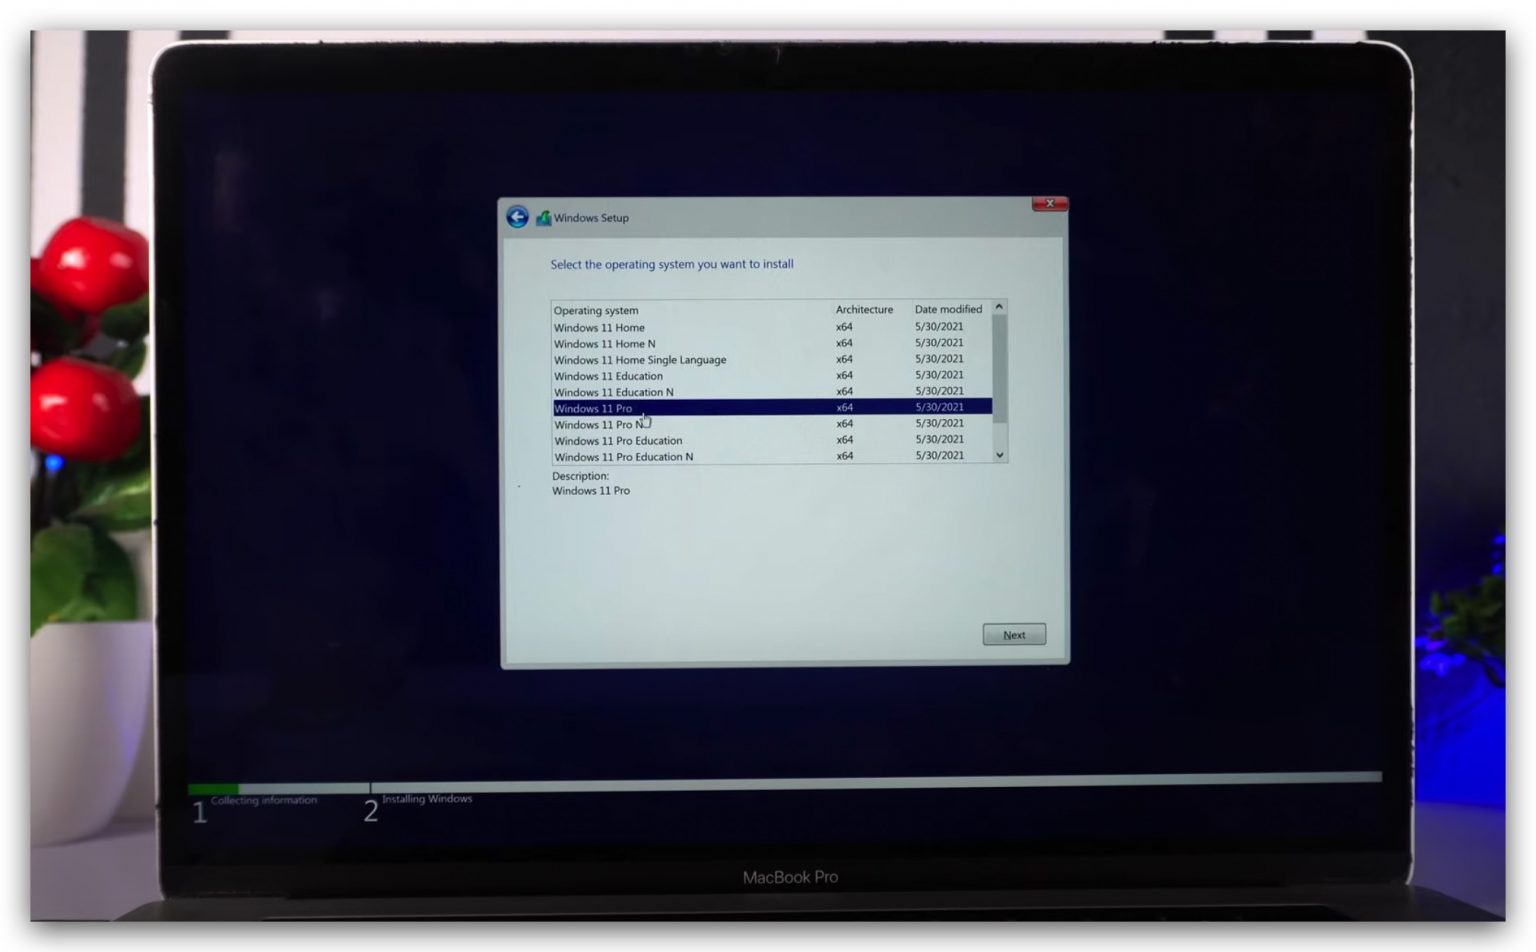 Windows Setup
X
Select the operating system you want to install
Operating system Architecture Date modified
Windows 11 Home x64 5/30/2021
Windows 11 Home N x64 5/30/2021
Windows 11 Home Single Language x64 5/30/2021
Windows 11 Education x64 5/30/2021
Windows 11 Education N x64 5/30/2021
Windows 11 Pro x64 5/30/2021
Windows 11 Pro N x64 5/30/2021
Windows 11 Pro Education x64 5/30/2021
Windows 11 Pro Education N x64 5/30/2021
Description:
Windows 11 Pro
Next
1 Collecting information 2 Installing Windows
MacBook Pro